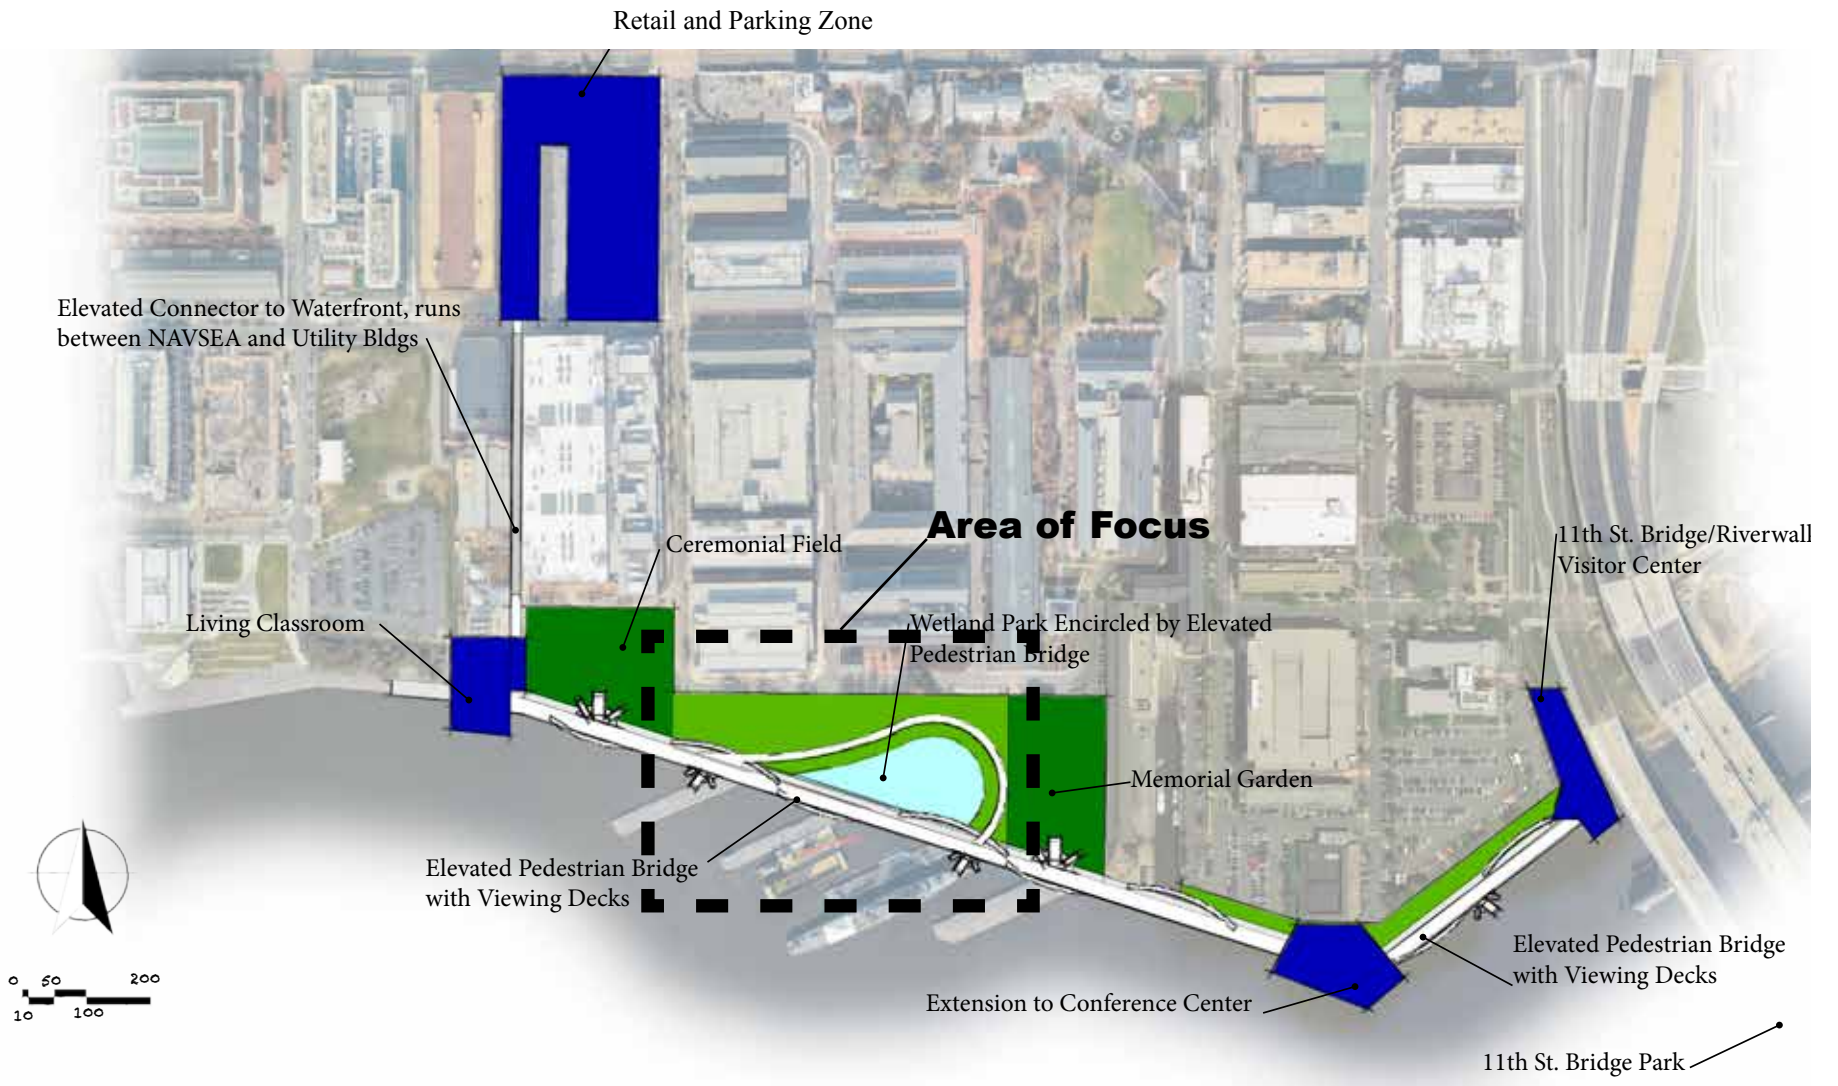 Retail and Parking Zone
Elevated Connector to Waterfront, runs
between NAVSEA and Utility Bldgs
Area of Focus
Ceremonial Field
11th St. Bridge/Riverwal
Visitor Center
Living Classroom
Wetland Park Encircled by Elevated
Pedestrian Bridge
Memorial Garden
Elevated Pedestrian Bridge
with Viewing Decks
Elevated Pedestrian Bridge
with Viewing Decks
0 50 200
10 100
Extension to Conference Center
11th St. Bridge Park